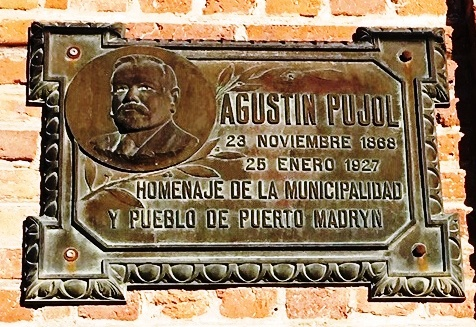 AGUSTIN PUJOL
23 NOVIEMBRE 1868
25 ENERO 1927
HOMENAJE DE LA MUNICIPALIDAD
Y PUEBLO DE PUERTO MADRYN